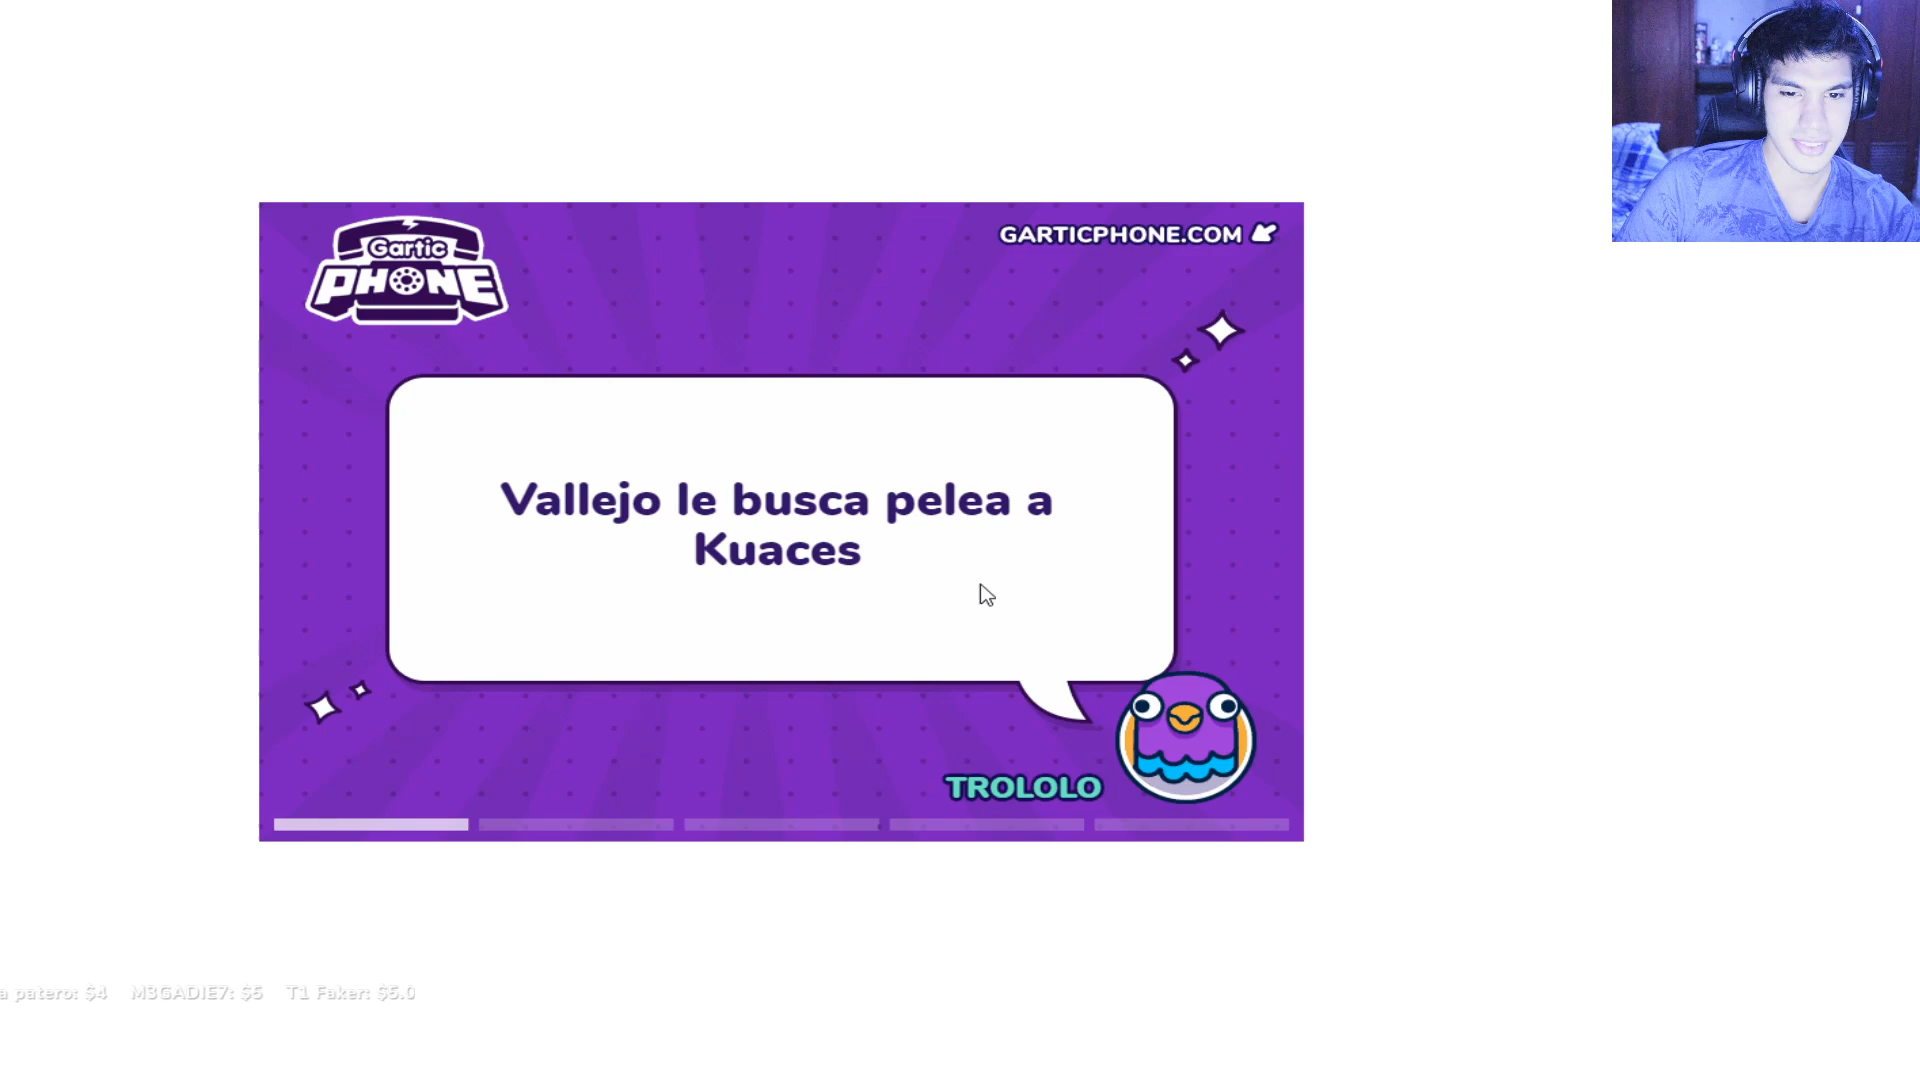 Gartic
PHONE
GARTICPHONE.COM
Vallejo le busca pelea a
Kuaces
TROLOLO
a patero: $4 M3GADIE7: $5 T1 Faker: $5.0